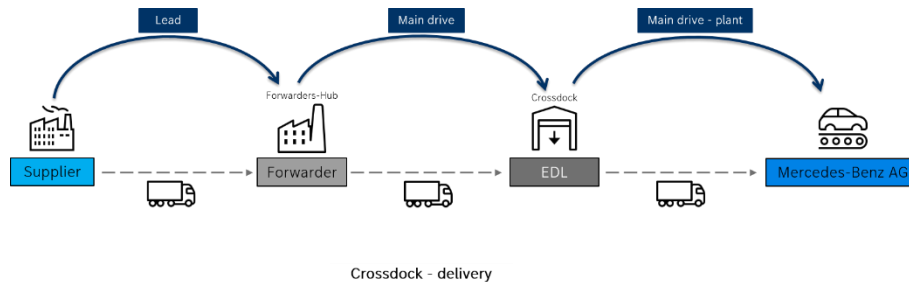 Lead
Main drive
Main drive - plant
Forwarders-Hub
Crossdock
Supplier
Forwarder
EDL
Mercedes-Benz AG
Crossdock - delivery